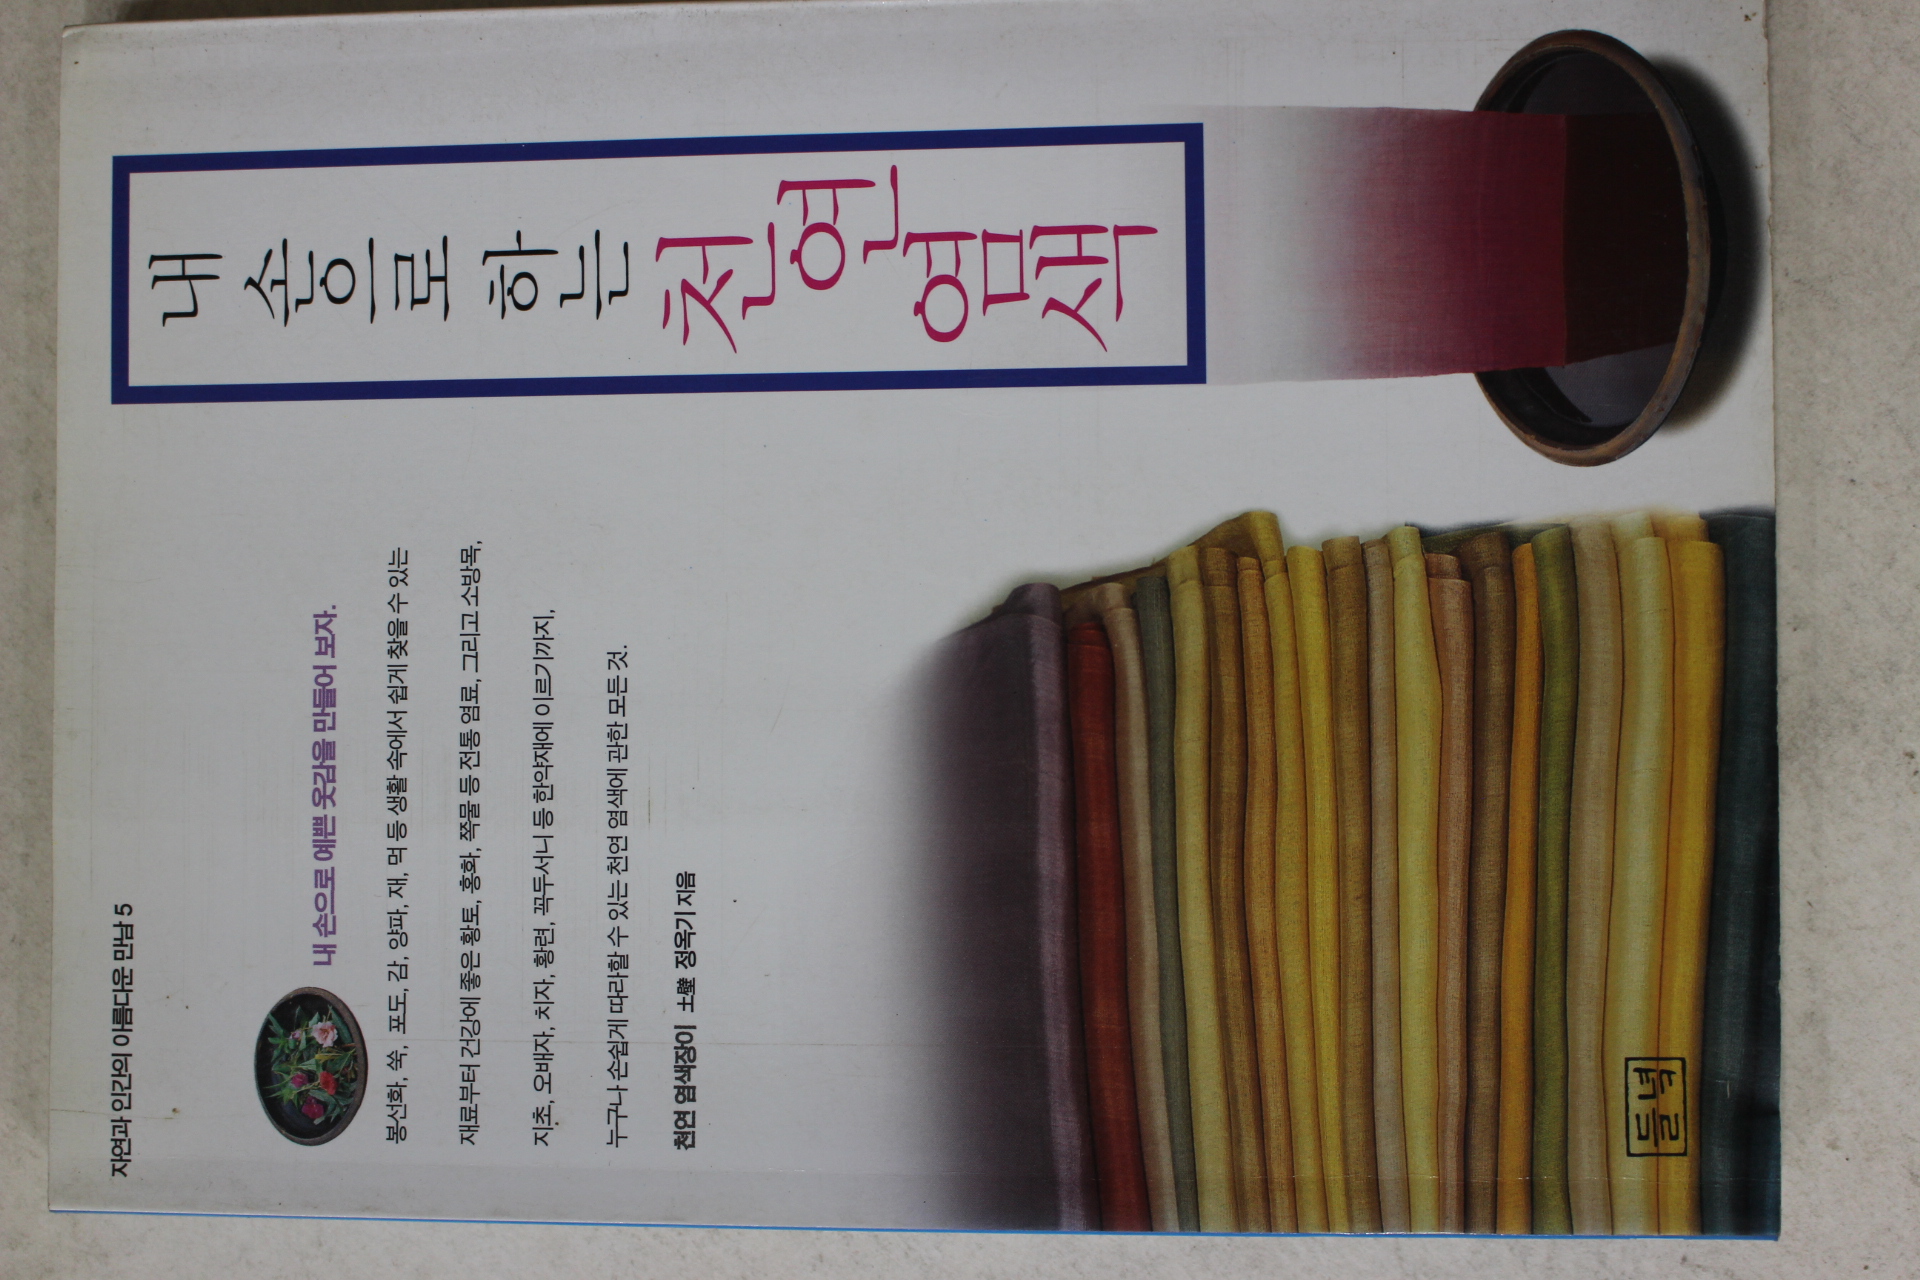 자연과 인간의 아름다운 만남 5
내 손으로 하는 천연 염색
내 손으로 예쁜 옷감을 만들어 보자.
봉선화, 쑥, 포도, 감, 양파, 재, 먹 등 생활 속에서 쉽게 찾을 수 있는
재료부터 건강에 좋은 황토, 홍화, 쪽물 등 전통 염료, 그리고 소방목,
지초, 오배자, 치자, 황련, 꼭두서니 등 한약재에 이르기까지,
누구나 손쉽게 따라할 수 있는 천연 염색에 관한 모든 것.
천연 염색장이 土璧 정옥기 지음
들녘